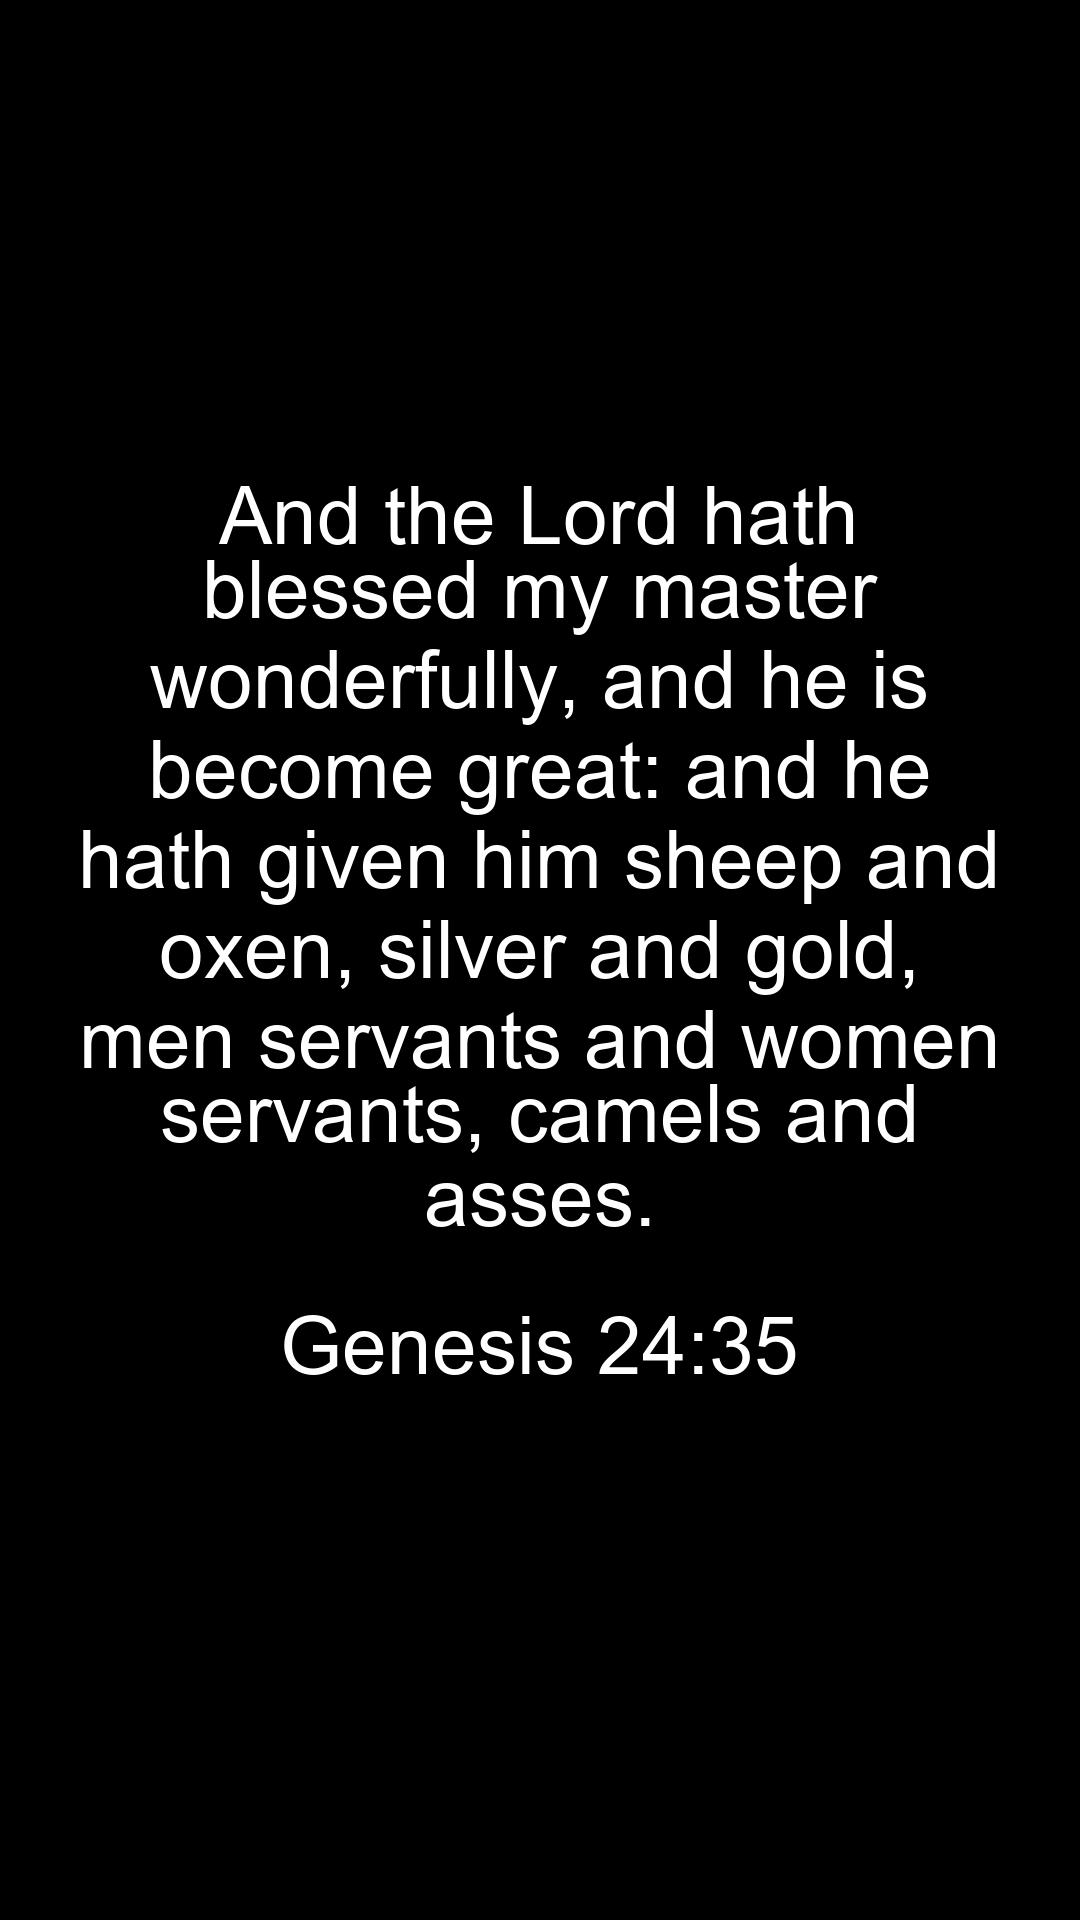 And the Lord hath
blessed my master
wonderfully, and he is
become great: and he
hath given him sheep and
oxen, silver and gold,
men servants and women
servants, camels and
asses.
Genesis 24:35